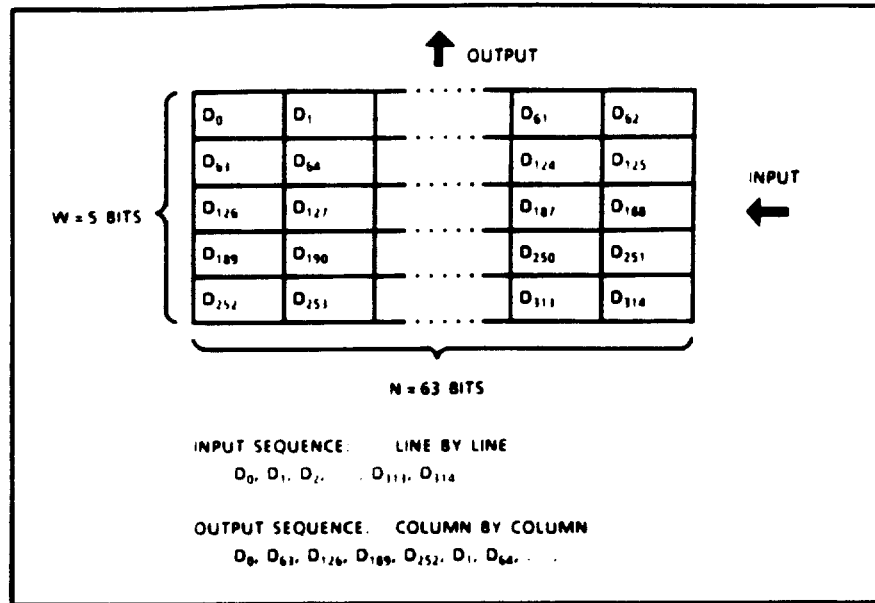 OUTPUT
D0 D1 ...... D61 D62
D63 D64 ...... D124 D125
INPUT
W = 5 BITS
D126 D127 ...... D187 D188
D189 D190 ...... D250 D251
D252 D253 ...... D313 D314
N = 63 BITS
INPUT SEQUENCE: LINE BY LINE
D0, D1, D2, . D313, D314
OUTPUT SEQUENCE. COLUMN BY COLUMN
D0, D63, D126, D189, D252, D1, D64, . .